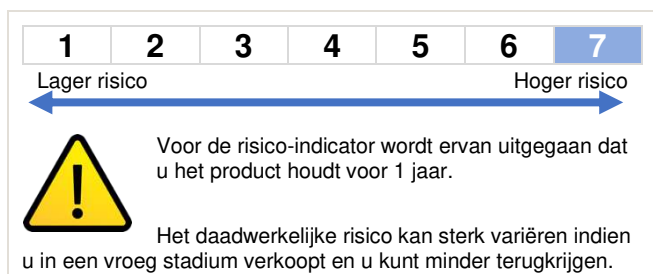 1 2 3 4 5 6 7
Lager risico Hoger risico
Voor de risico-indicator wordt ervan uitgegaan dat
u het product houdt voor 1 jaar.
Het daadwerkelijke risico kan sterk variëren indien
u in een vroeg stadium verkoopt en u kunt minder terugkrijgen.